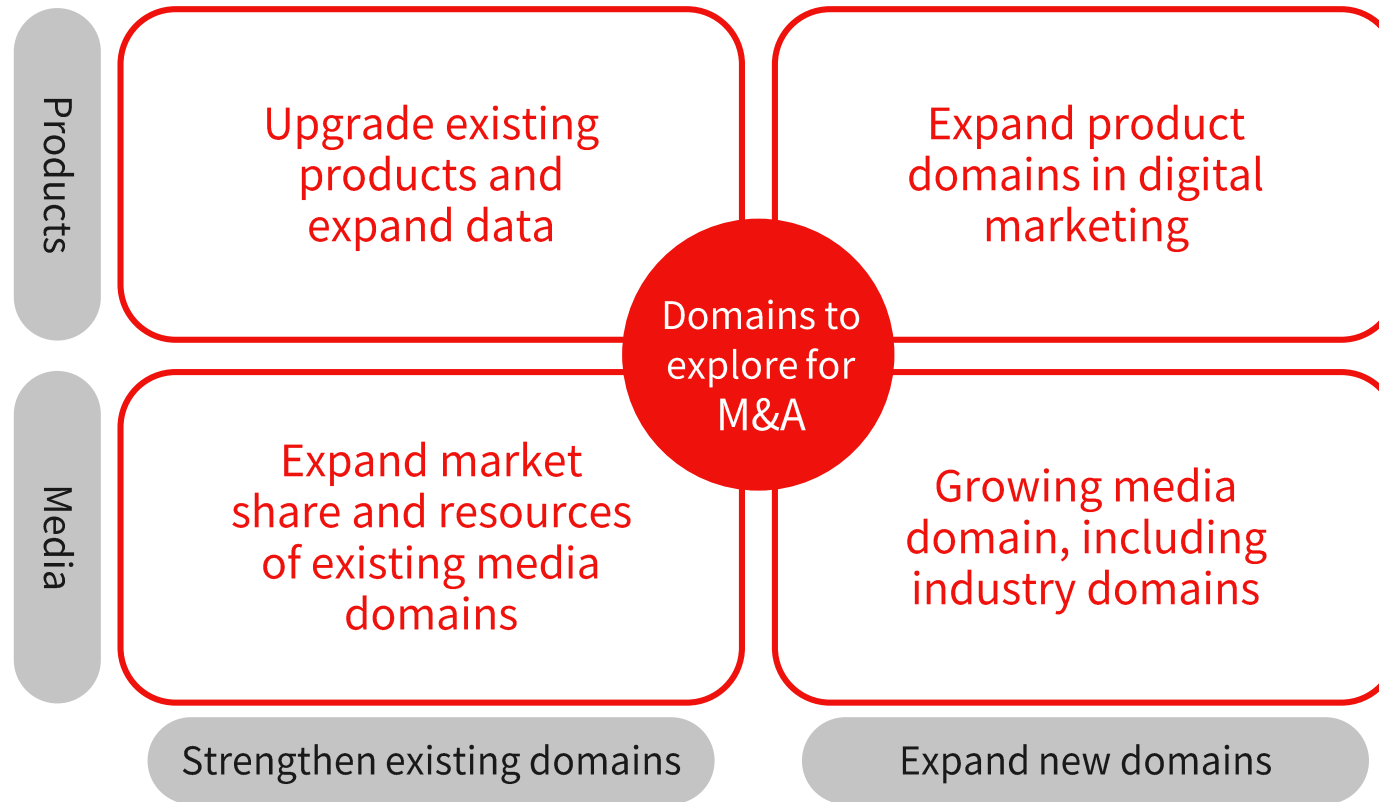 Products
Upgrade existing
products and
expand data
Expand product
domains in digital
marketing
Domains to
explore for
M&A
Media
Expand market
share and resources
of existing media
domains
Growing media
domain, including
industry domains
Strengthen existing domains
Expand new domains